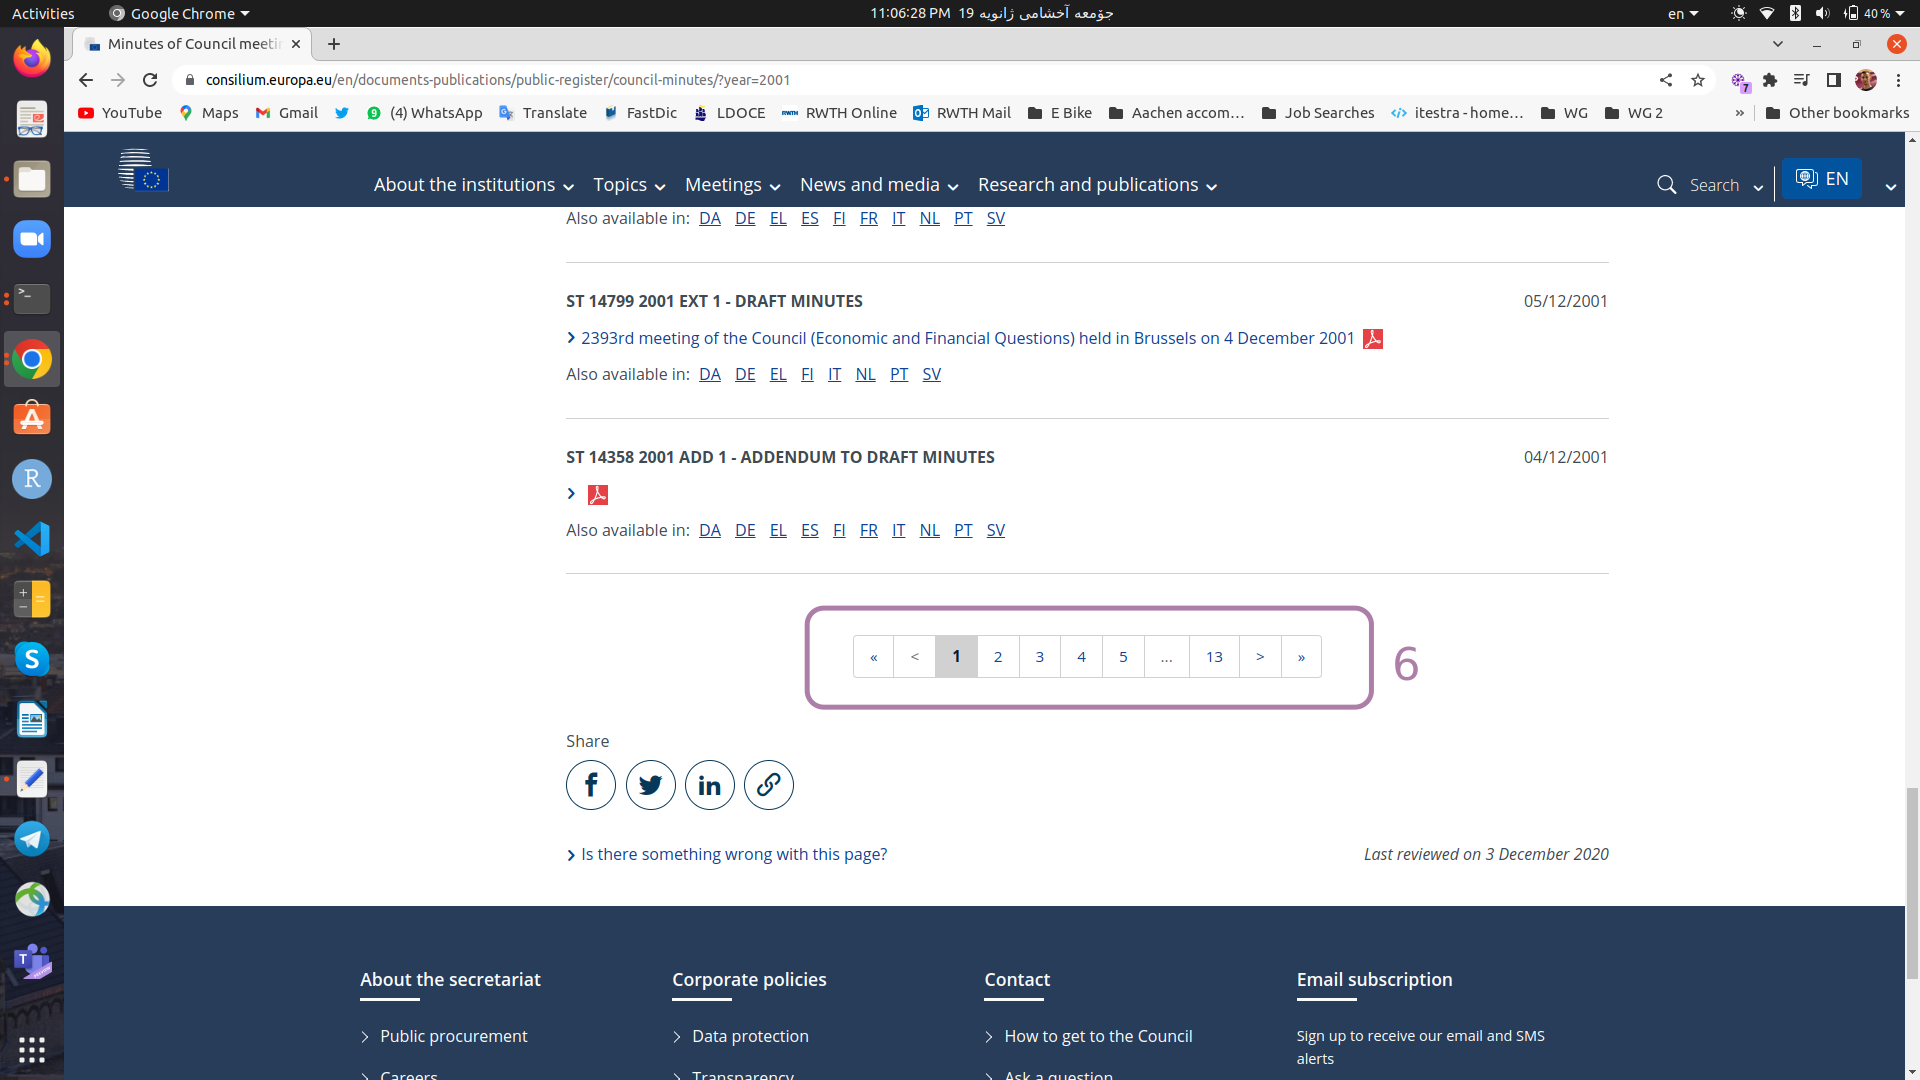 Activities Google Chrome 11:06:28 PM جۆمعه آخشامی ژانویه 19 en 40 %
Minutes of Council meetin
consilium.europa.eu/en/documents-publications/public-register/council-minutes/?year=2001 7
YouTube Maps Gmail (4) WhatsApp Translate FastDic LDOCE RWTH Online RWTH Mail E Bike Aachen accom… Job Searches itestra - home… WG WG 2 » Other bookmarks
About the institutions Topics Meetings News and media Research and publications Search EN
Also available in: DA DE EL ES FI FR IT NL PT SV
ST 14799 2001 EXT 1 - DRAFT MINUTES 05/12/2001
2393rd meeting of the Council (Economic and Financial Questions) held in Brussels on 4 December 2001
Also available in: DA DE EL FI IT NL PT SV
ST 14358 2001 ADD 1 - ADDENDUM TO DRAFT MINUTES 04/12/2001
Also available in: DA DE EL ES FI FR IT NL PT SV
« < 1 2 3 4 5 ... 13 > » 6
Share
Is there something wrong with this page? Last reviewed on 3 December 2020
About the secretariat Corporate policies Contact Email subscription
Public procurement Data protection How to get to the Council Sign up to receive our email and SMS
alerts
Careers Transparency Ask a question